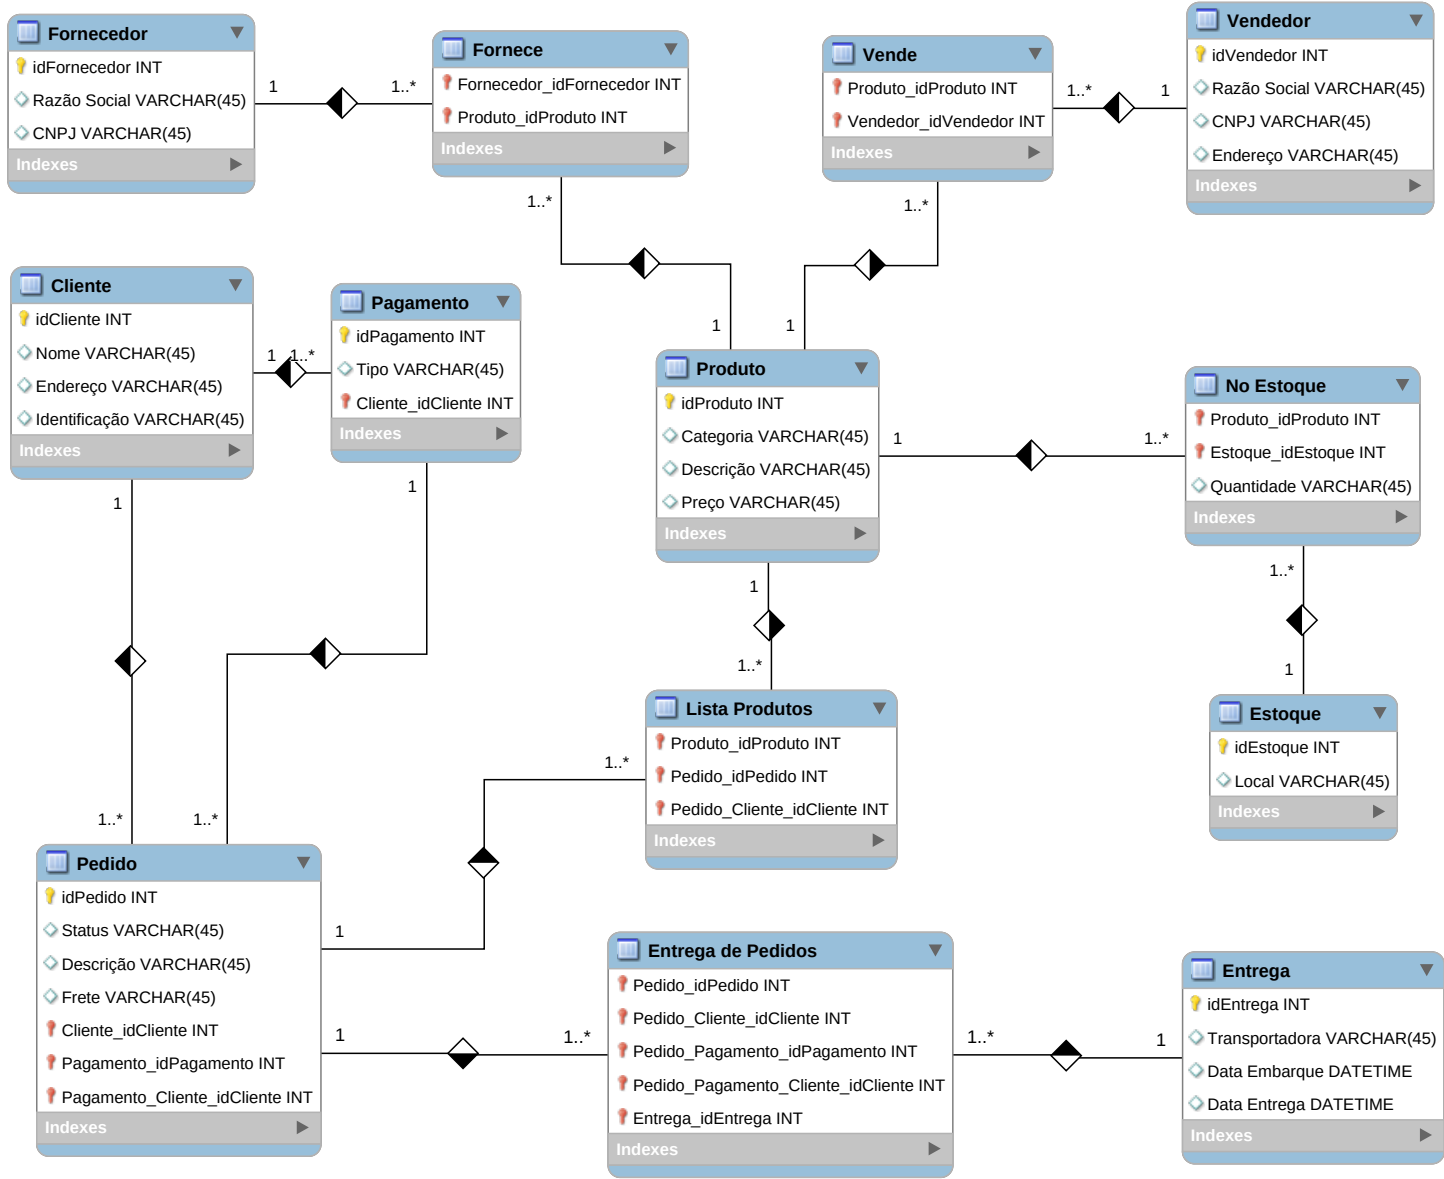 Fornecedor
idFornecedor INT
Razão Social VARCHAR(45)
CNPJ VARCHAR(45)
Indexes
1
1..*
Fornece
Fornecedor_idFornecedor INT
Produto_idProduto INT
Indexes
1..*
1
Vende
Produto_idProduto INT
Vendedor_idVendedor INT
Indexes
1..*
1
1..*
1
Vendedor
idVendedor INT
Razão Social VARCHAR(45)
CNPJ VARCHAR(45)
Endereço VARCHAR(45)
Indexes
Cliente
idCliente INT
Nome VARCHAR(45)
Endereço VARCHAR(45)
Identificação VARCHAR(45)
Indexes
1
1..*
Pagamento
idPagamento INT
Tipo VARCHAR(45)
Cliente_idCliente INT
Indexes
1
1
Produto
idProduto INT
Categoria VARCHAR(45)
Descrição VARCHAR(45)
Preço VARCHAR(45)
Indexes
1
1..*
No Estoque
Produto_idProduto INT
Estoque_idEstoque INT
Quantidade VARCHAR(45)
Indexes
1..*
1
1
1..*
Estoque
idEstoque INT
Local VARCHAR(45)
Indexes
Lista Produtos
Produto_idProduto INT
Pedido_idPedido INT
Pedido_Cliente_idCliente INT
Indexes
1..*
1..*
1..*
Pedido
idPedido INT
Status VARCHAR(45)
Descrição VARCHAR(45)
Frete VARCHAR(45)
Cliente_idCliente INT
Pagamento_idPagamento INT
Pagamento_Cliente_idCliente INT
Indexes
1
1
1..*
Entrega de Pedidos
Pedido_idPedido INT
Pedido_Cliente_idCliente INT
Pedido_Pagamento_idPagamento INT
Pedido_Pagamento_Cliente_idCliente INT
Entrega_idEntrega INT
Indexes
1..*
1
Entrega
idEntrega INT
Transportadora VARCHAR(45)
Data Embarque DATETIME
Data Entrega DATETIME
Indexes